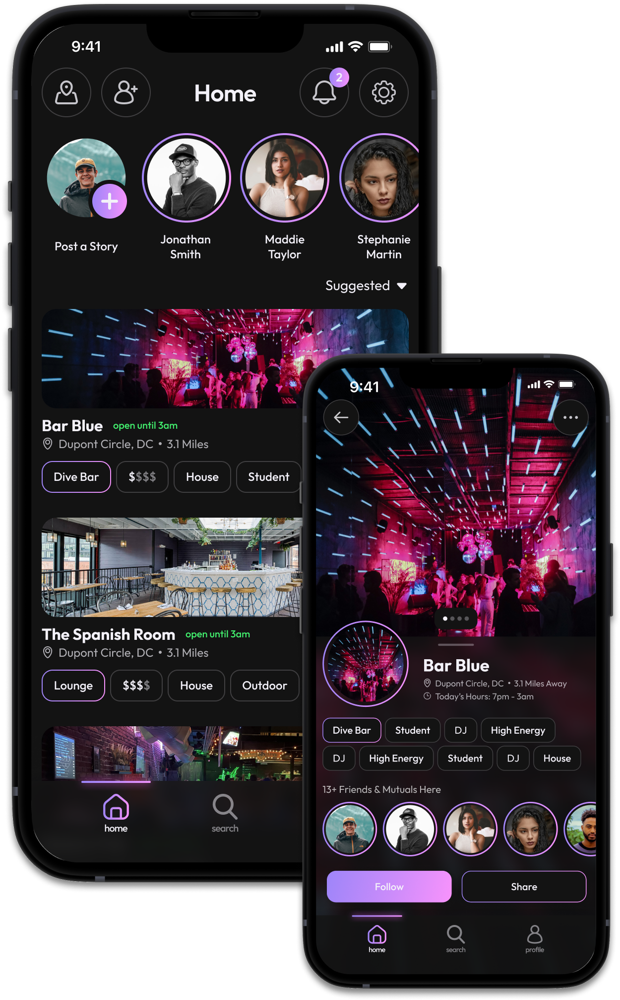 9:41
Home
2
Post a Story
Jonathan
Smith
Maddie
Taylor
Stephanie
Martin
Suggested
Bar Blue open until 3am
Dupont Circle, DC • 3.1 Miles
Dive Bar $$$$ House Student
The Spanish Room open until 3am
Dupont Circle, DC • 3.1 Miles
Lounge $$$$ House Outdoor
home search
9:41
Bar Blue
Dupont Circle, DC • 3.1 Miles Away
Today's Hours: 7pm - 3am
Dive Bar Student DJ High Energy
DJ High Energy Student DJ House
13+ Friends & Mutuals Here
Follow Share
home search profile